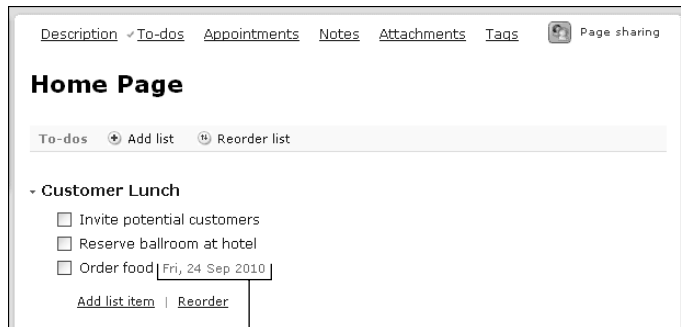 Description To-dos Appointments Notes Attachments Tags Page sharing
Home Page
To-dos Add list Reorder list
Customer Lunch
Invite potential customers
Reserve ballroom at hotel
Order food Fri, 24 Sep 2010
Add list item | Reorder